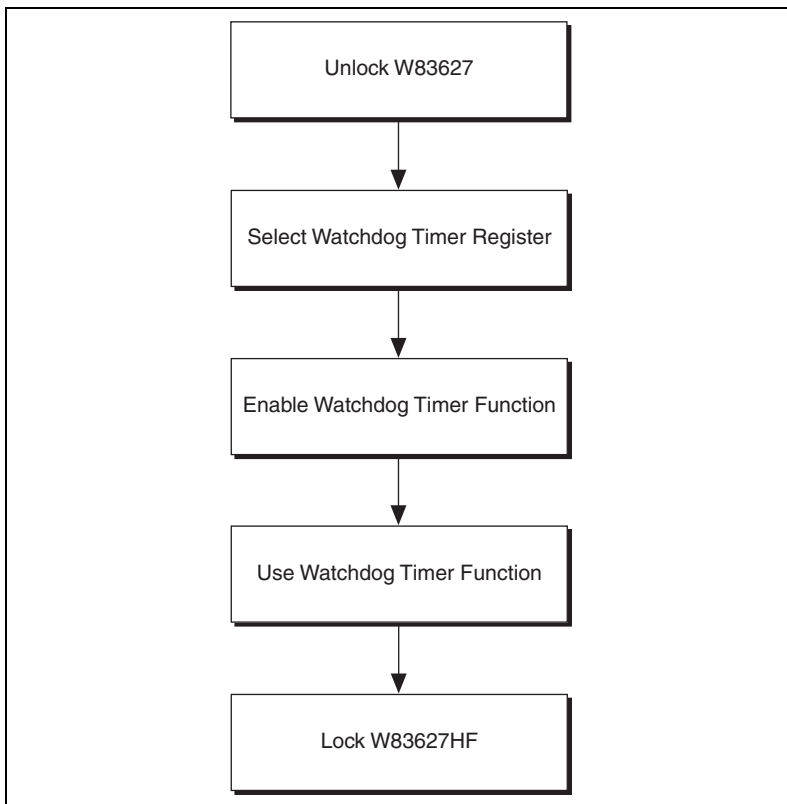 Unlock W83627
Select Watchdog Timer Register
Enable Watchdog Timer Function
Use Watchdog Timer Function
Lock W83627HF